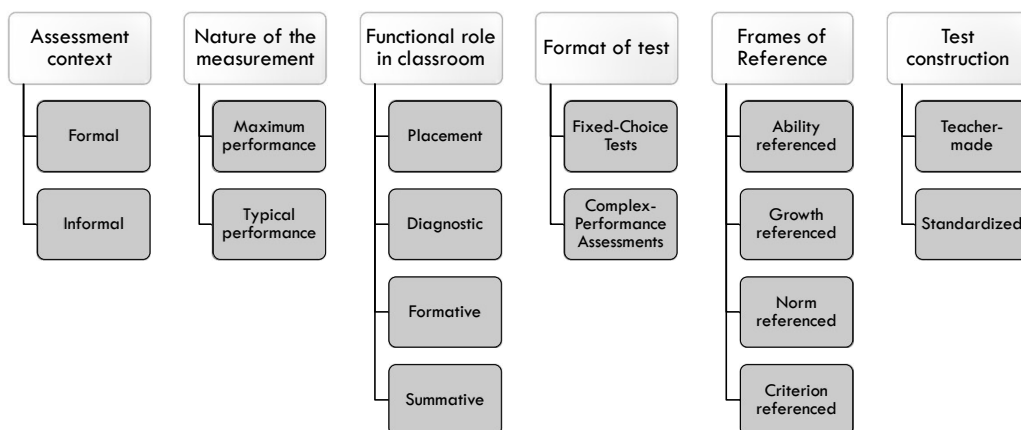 Assessment
context
Formal
Informal
Nature of the
measurement
Maximum
performance
Typical
performance
Functional role
in classroom
Placement
Diagnostic
Formative
Summative
Format of test
Fixed-Choice
Tests
Complex-
Performance
Assessments
Frames of
Reference
Ability
referenced
Growth
referenced
Norm
referenced
Criterion
referenced
Test
construction
Teacher-
made
Standardized